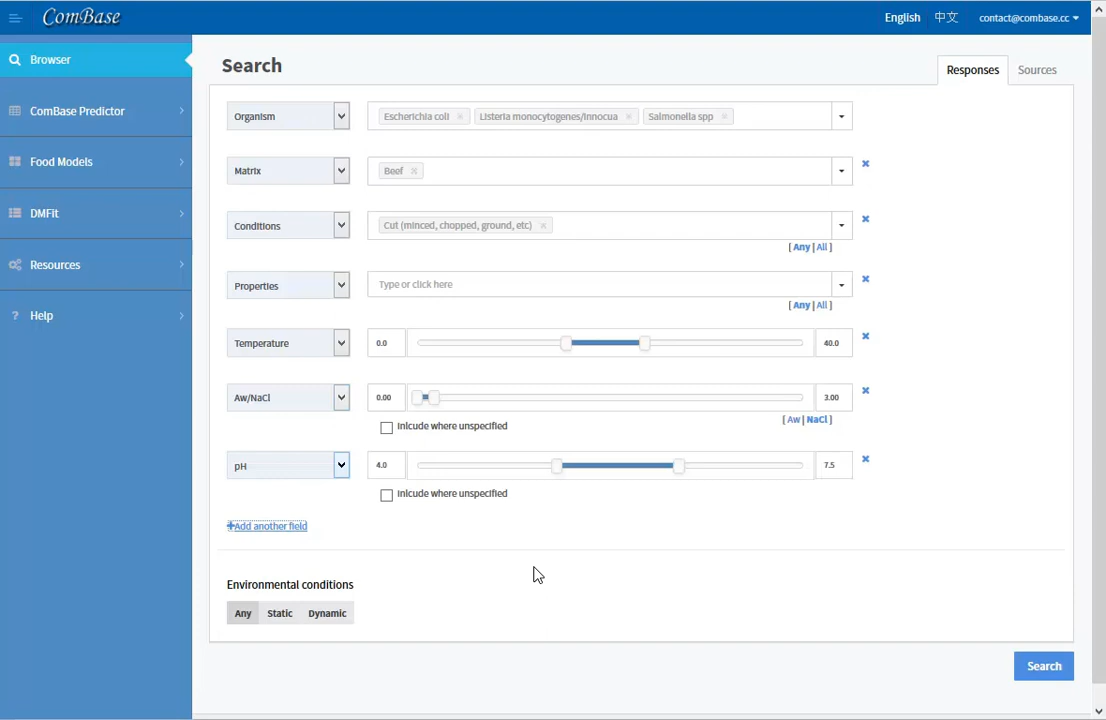 ComBase
English 中文 contact@combase.cc
Browser
ComBase Predictor
Food Models
DMFit
Resources
? Help
Search
Responses Sources
Organism Escherichia coli × Listeria monocytogenes/innocua × Salmonella spp ×
Matrix Beef ×
Conditions Cut (minced, chopped, ground, etc) ×
[ Any | All ]
Properties Type or click here
[ Any | All ]
Temperature 0.0 40.0
Aw/NaCl 0.00 3.00
[ Aw | NaCl ]
Inlcude where unspecified
pH 4.0 7.5
Inlcude where unspecified
+Add another field
Environmental conditions
Any Static Dynamic
Search